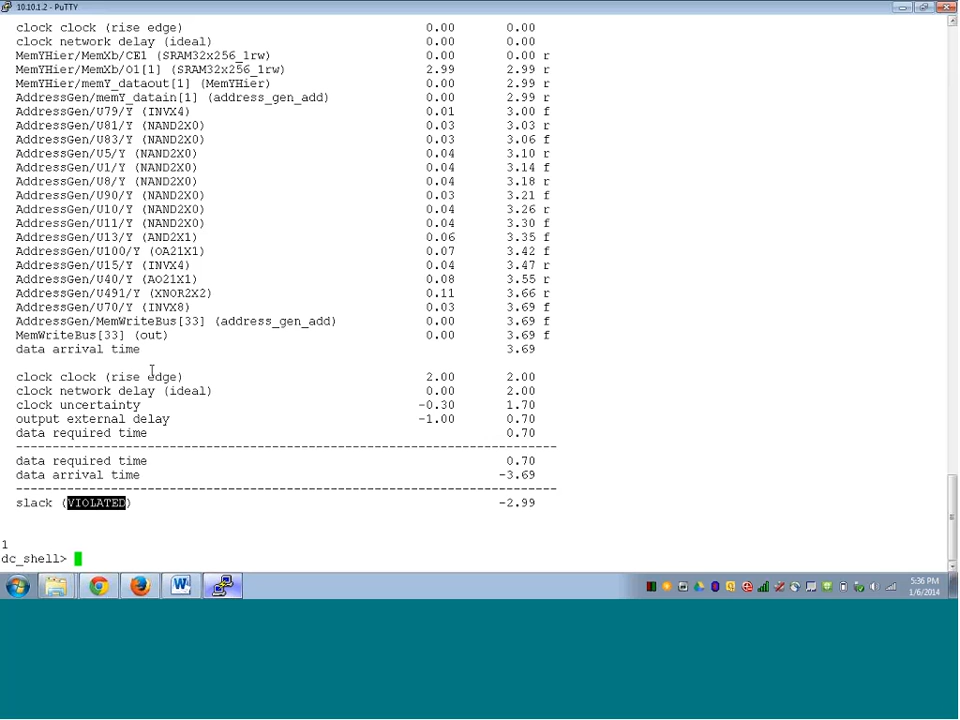 10.10.1.2 - PuTTY
clock clock (rise edge) 0.00 0.00
clock network delay (ideal) 0.00 0.00
MemYHier/MemXb/CE1 (SRAM32x256_1rw) 0.00 0.00 r
MemYHier/MemXb/O1[1] (SRAM32x256_1rw) 2.99 2.99 r
MemYHier/memY_dataout[1] (MemYHier) 0.00 2.99 r
AddressGen/memY_datain[1] (address_gen_add) 0.00 2.99 r
AddressGen/U79/Y (INVX4) 0.01 3.00 f
AddressGen/U81/Y (NAND2X0) 0.03 3.03 r
AddressGen/U83/Y (NAND2X0) 0.03 3.06 f
AddressGen/U5/Y (NAND2X0) 0.04 3.10 r
AddressGen/U1/Y (NAND2X0) 0.04 3.14 f
AddressGen/U8/Y (NAND2X0) 0.04 3.18 r
AddressGen/U90/Y (NAND2X0) 0.03 3.21 f
AddressGen/U10/Y (NAND2X0) 0.04 3.26 r
AddressGen/U11/Y (NAND2X0) 0.04 3.30 f
AddressGen/U13/Y (AND2X1) 0.06 3.35 f
AddressGen/U100/Y (OA21X1) 0.07 3.42 f
AddressGen/U15/Y (INVX4) 0.04 3.47 r
AddressGen/U40/Y (AO21X1) 0.08 3.55 r
AddressGen/U491/Y (XNOR2X2) 0.11 3.66 r
AddressGen/U70/Y (INVX8) 0.03 3.69 f
AddressGen/MemWriteBus[33] (address_gen_add) 0.00 3.69 f
MemWriteBus[33] (out) 0.00 3.69 f
data arrival time 3.69
clock clock (rise edge) 2.00 2.00
clock network delay (ideal) 0.00 2.00
clock uncertainty -0.30 1.70
output external delay -1.00 0.70
data required time 0.70
data required time 0.70
data arrival time -3.69
slack (VIOLATED) -2.99
1
dc_shell>
5:36 PM
1/6/2014